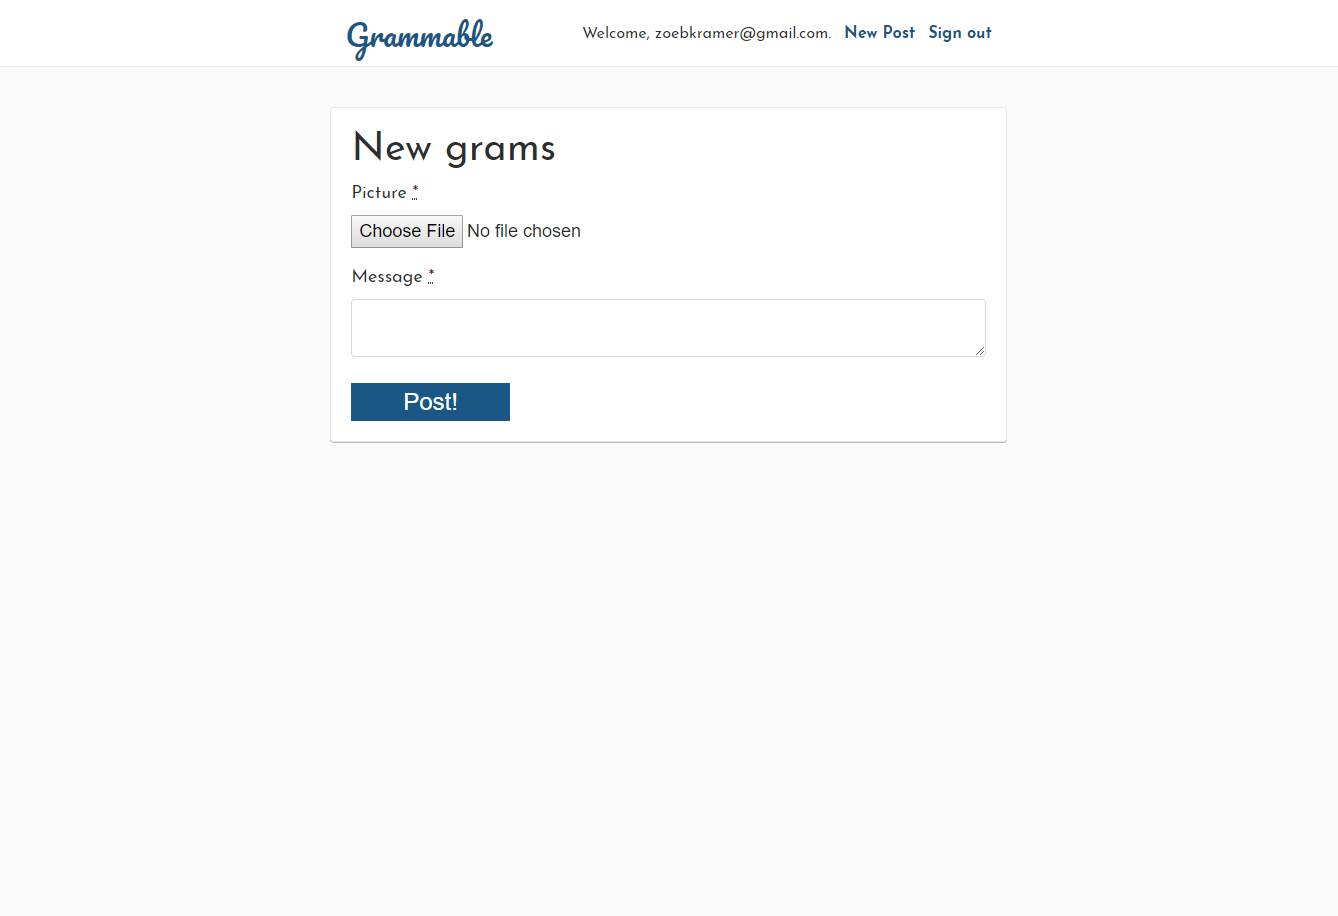 Grammable
Welcome, zoebkramer@gmail.com. New Post Sign out
New grams
Picture *
Choose File No file chosen
Message *
Post!